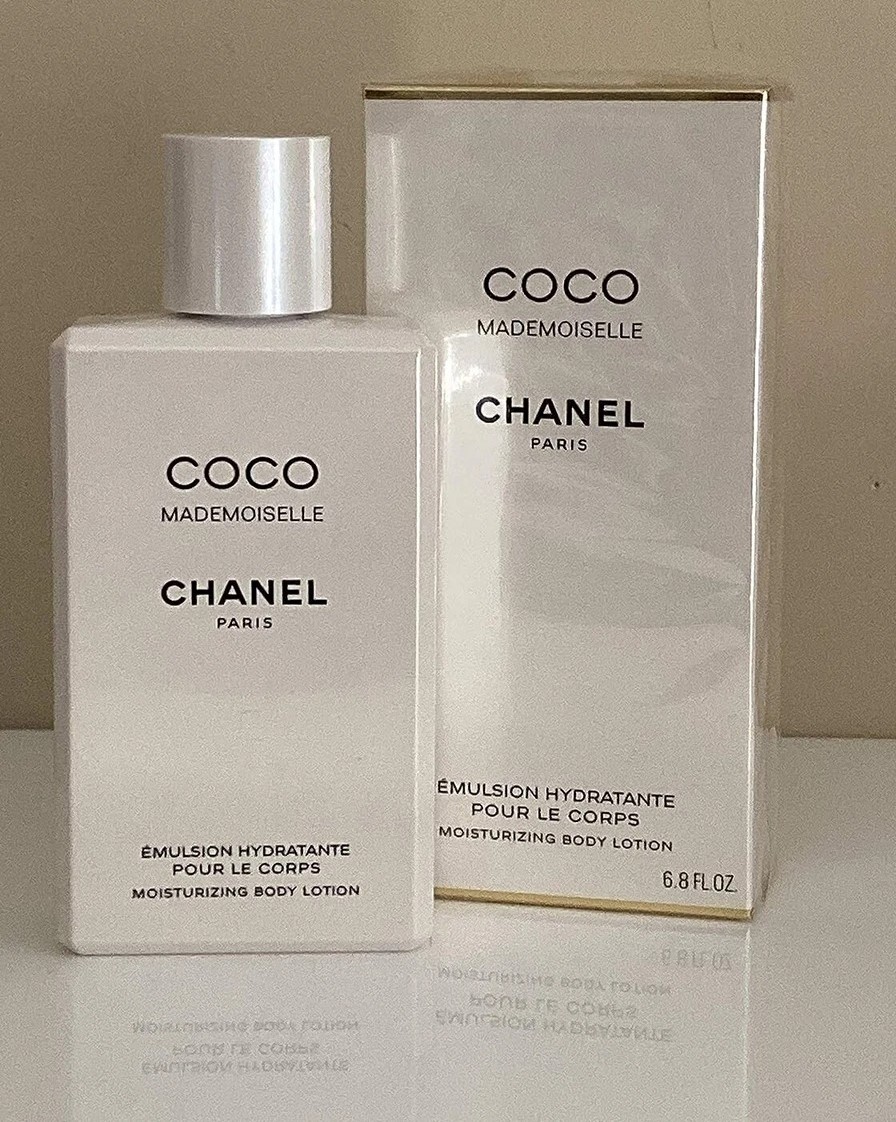 COCO
MADEMOISELLE
CHANEL
PARIS
ÉMULSION HYDRATANTE
POUR LE CORPS
MOISTURIZING BODY LOTION
COCO
MADEMOISELLE
CHANEL
PARIS
ÉMULSION HYDRATANTE
POUR LE CORPS
MOISTURIZING BODY LOTION
6.8 FL.OZ.